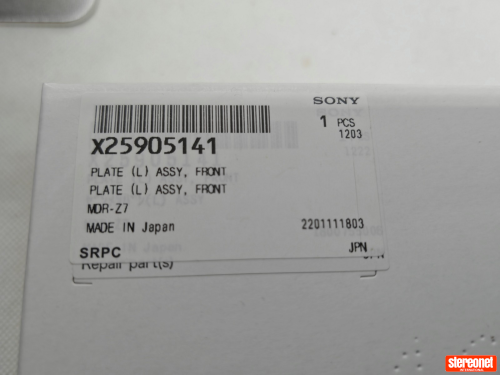 SONY
1 PCS
1203
X25905141
PLATE (L) ASSY, FRONT
PLATE (L) ASSY, FRONT
MDR-Z7
MADE IN Japan 2201111803
SRPC JPN
Repair part(s)
stereonet